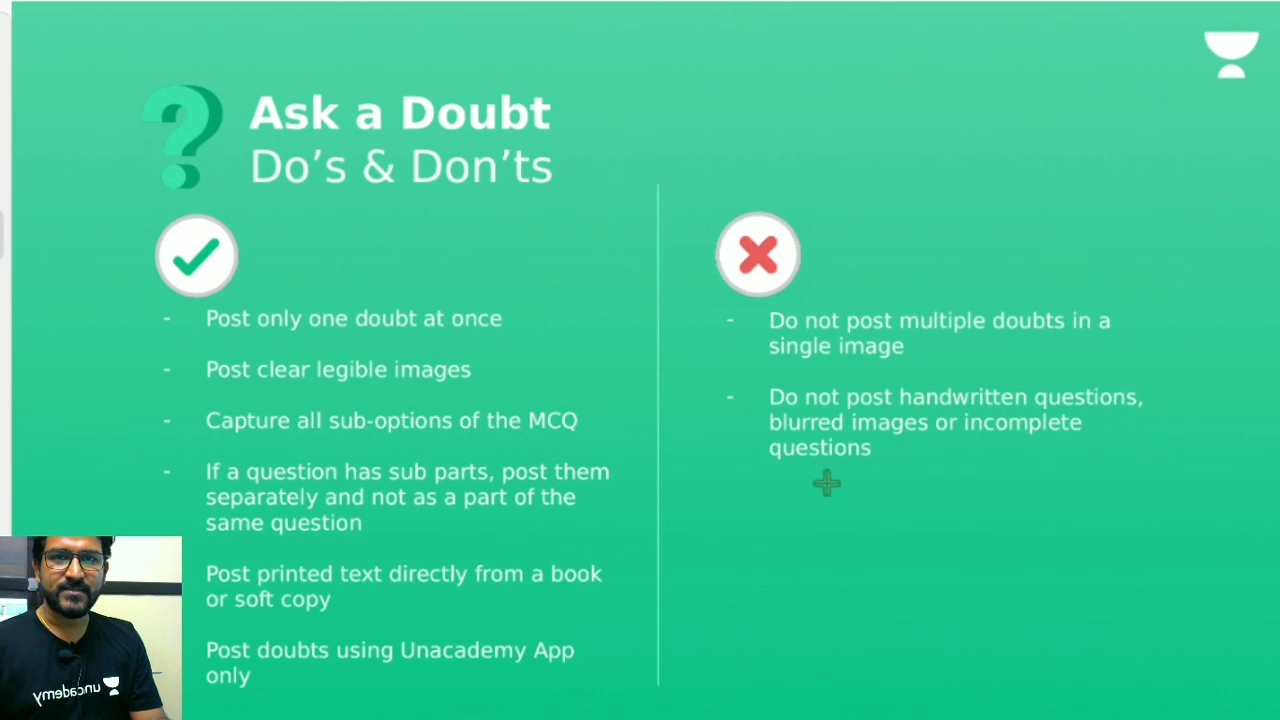 Ask a Doubt
Do’s & Don’ts
- Post only one doubt at once
- Post clear legible images
- Capture all sub-options of the MCQ
- If a question has sub parts, post them
separately and not as a part of the
same question
Post printed text directly from a book
or soft copy
Post doubts using Unacademy App
only
- Do not post multiple doubts in a
single image
- Do not post handwritten questions,
blurred images or incomplete
questions
unacademy